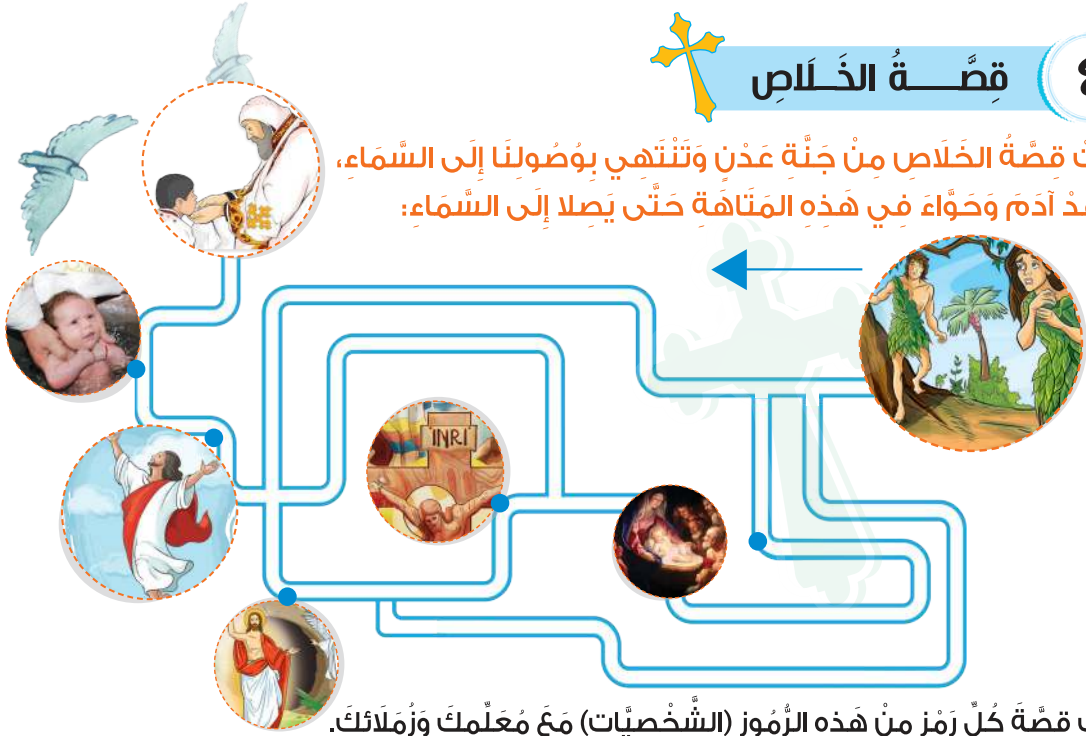 قِصَّــــةُ الخَــلَاصِ
قِصَّةُ الخَلَاصِ مِنْ جَنَّةِ عَدْنٍ وَتَنْتَهِي بِوُصُولِنَا إِلَى السَّمَاءِ،
آدَمَ وَحَوَّاءَ فِي هَذِهِ المَتَاهَةِ حَتَّى يَصِلَا إِلَى السَّمَاءِ:
INRI
قِصَّةَ كُلِّ رَمْزٍ مِنْ هَذِهِ الرُّمُوزِ (الشَّخْصِيَّاتِ) مَعَ مُعَلِّمِكَ وَزُمَلَائِكَ.